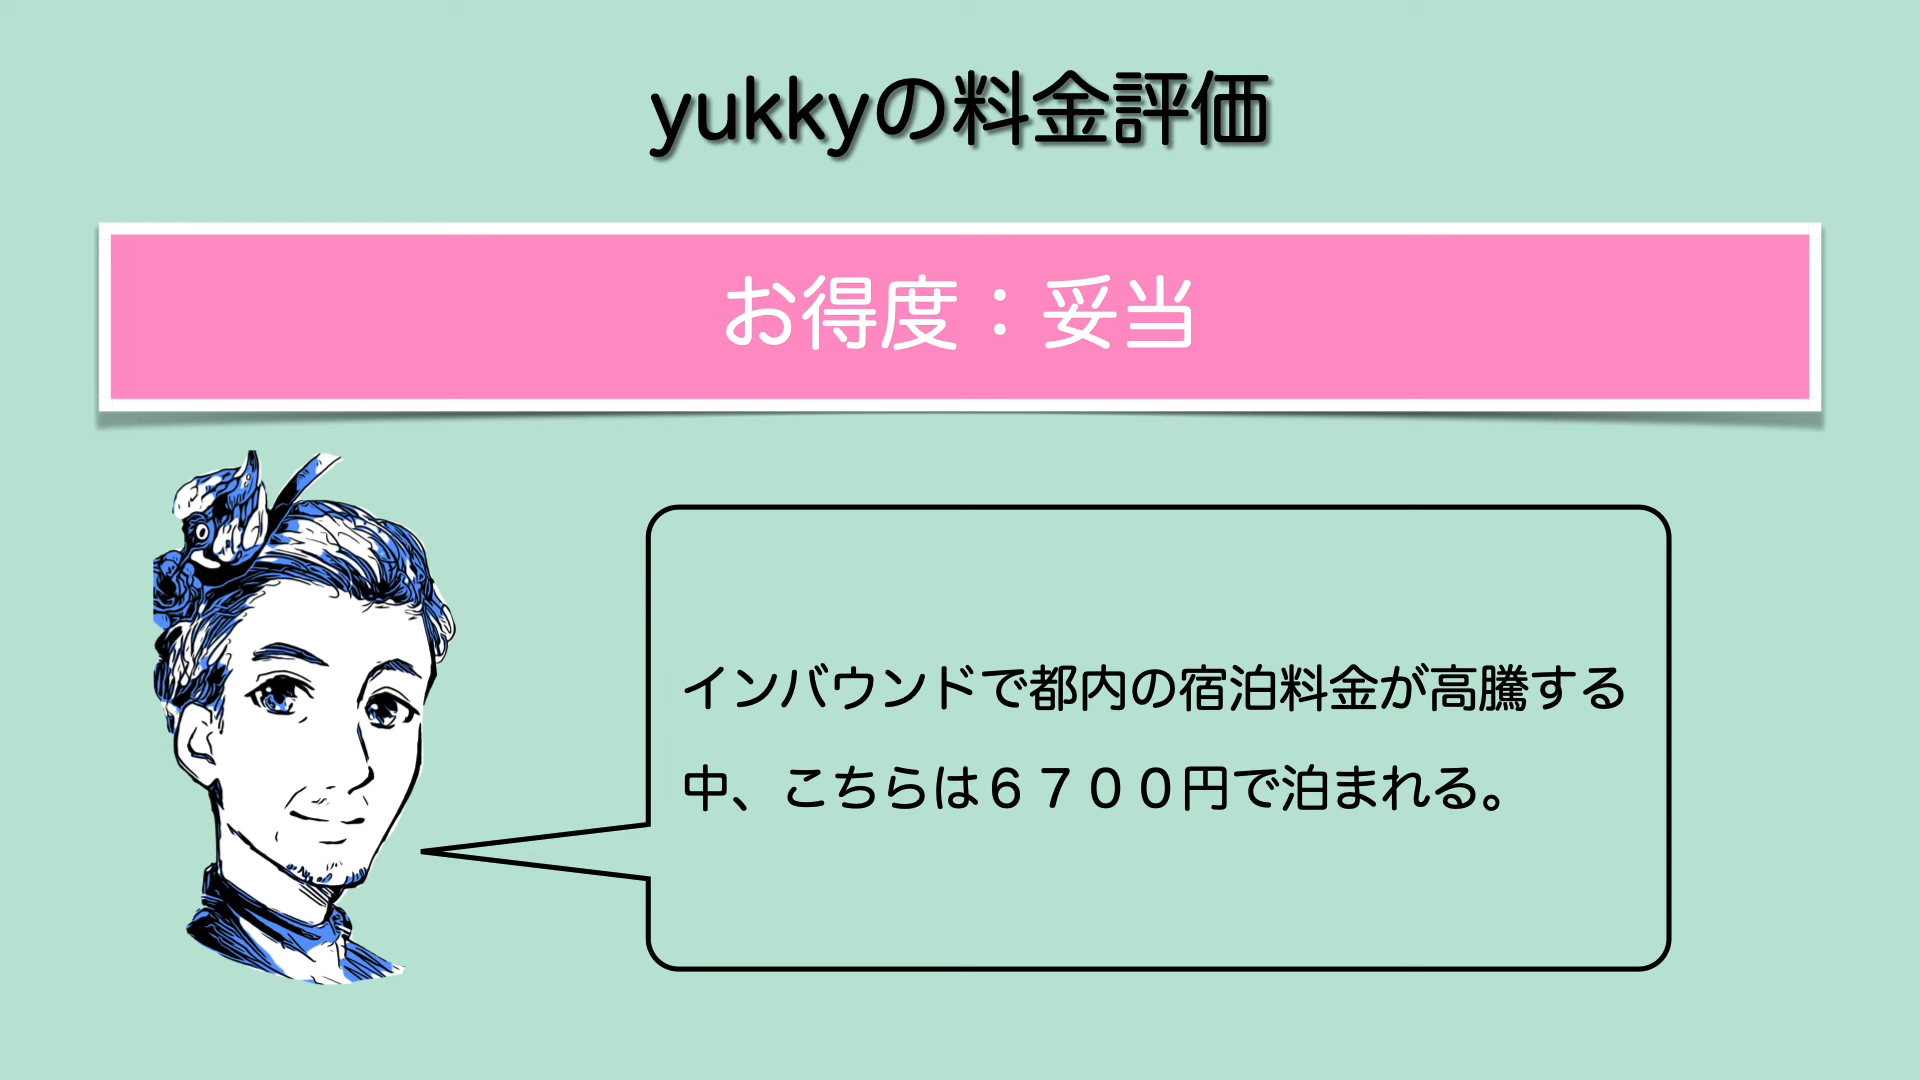 yukkyの料金評価
お得度：妥当
インバウンドで都内の宿泊料金が高騰する
中、こちらは６７００円で泊まれる。